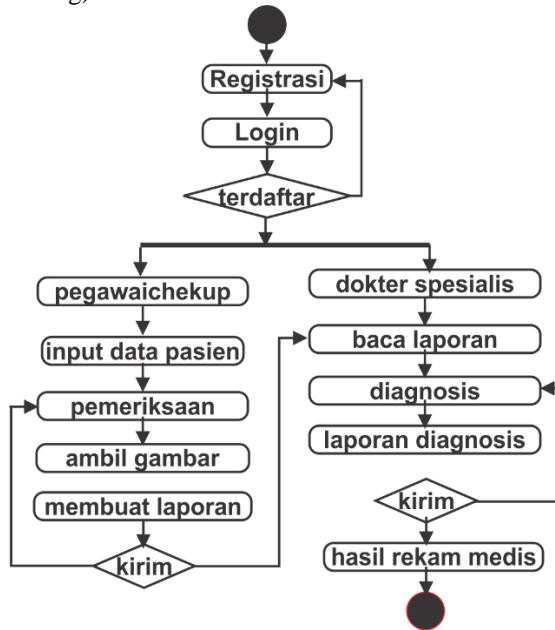 g,
Registrasi
Login
terdaftar
pegawaichekup
input data pasien
pemeriksaan
ambil gambar
membuat laporan
kirim
dokter spesialis
baca laporan
diagnosis
laporan diagnosis
kirim
hasil rekam medis